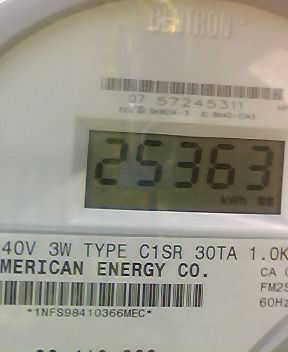 CENTRON
07 57245311
25363
kWh
40V 3W TYPE C1SR 30TA 1.0K
MERICAN ENERGY CO.
CA
FM2S
60Hz
*1NFS98410366MEC*